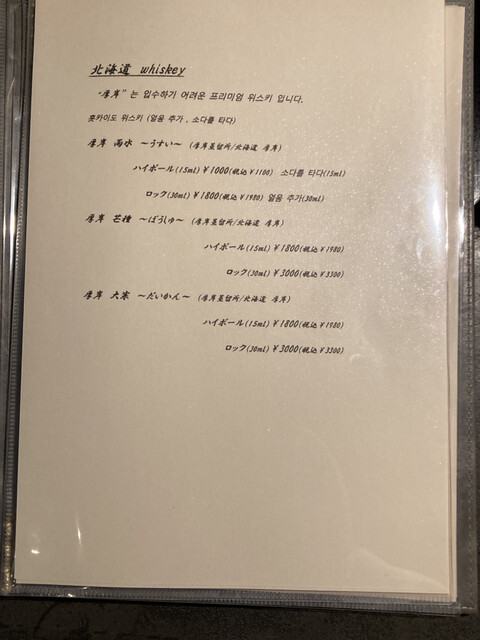 北海道 whiskey
"厚岸" 는 입수하기 어려운 프리미엄 위스키 입니다.
홋카이도 위스키 (얼음 추가 , 소다를 타다)
厚岸 雨水 ～うすい～ (厚岸蒸留所/北海道 厚岸)
ハイボール(15ml) ¥1000(税込¥1100) 소다를 타다(15ml)
ロック(30ml) ¥1800(税込¥1980) 얼음 추가(30ml)
厚岸 芒種 ～ぼうしゅ～ (厚岸蒸留所/北海道 厚岸)
ハイボール(15ml) ¥1800(税込¥1980)
ロック(30ml) ¥3000(税込¥3300)
厚岸 大寒 ～だいかん～ (厚岸蒸留所/北海道 厚岸)
ハイボール(15ml) ¥1800(税込¥1980)
ロック(30ml) ¥3000(税込¥3300)